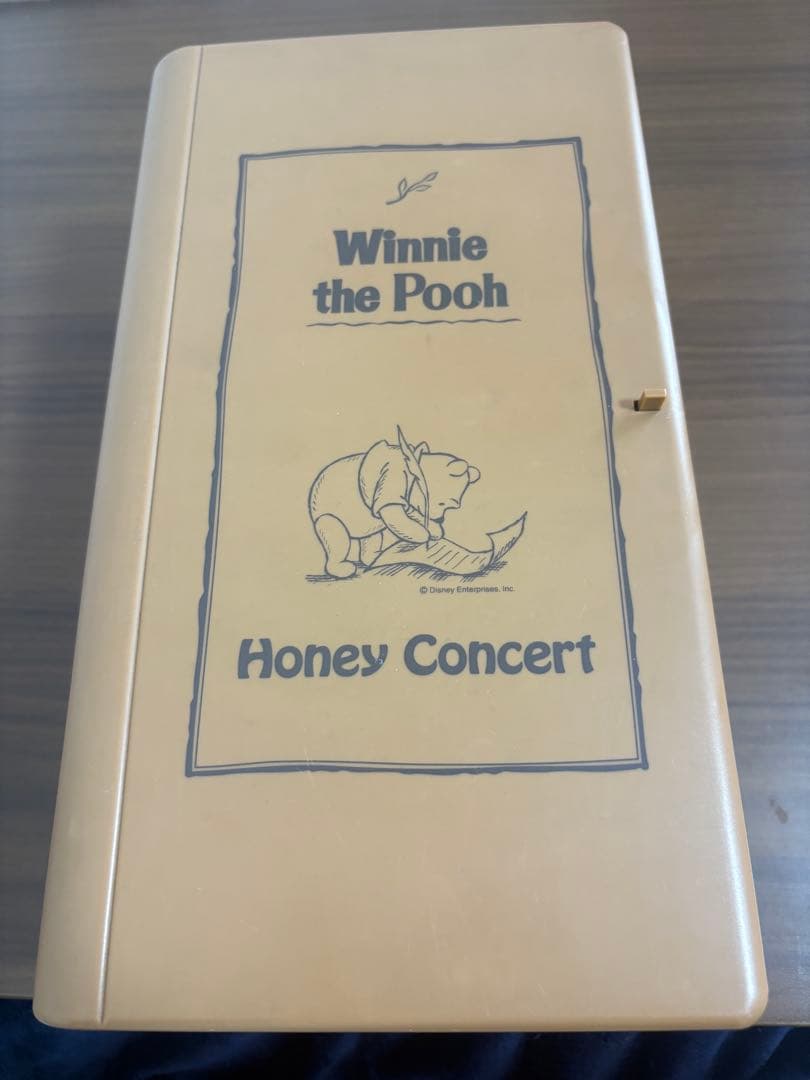 Winnie
the Pooh
© Disney Enterprises, Inc.
Honey Concert